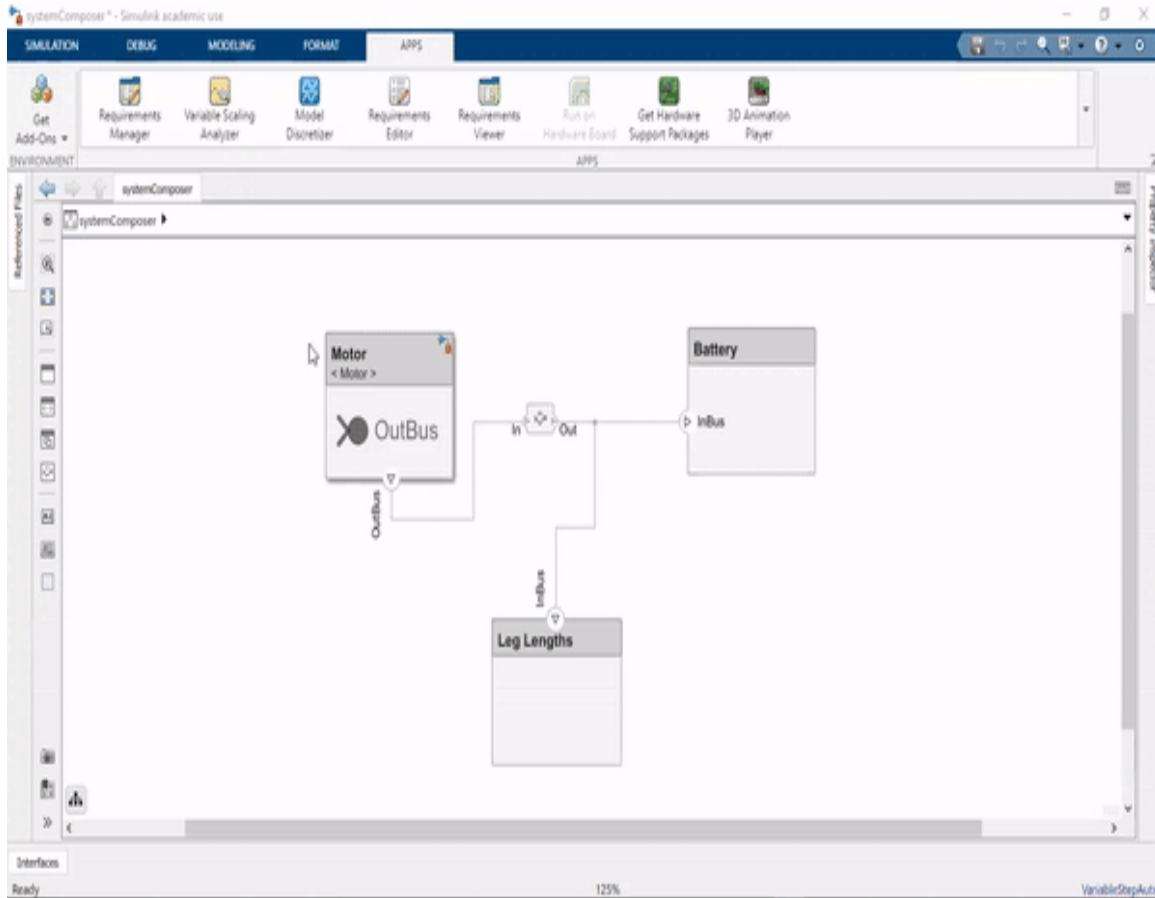 systemComposer * - Simulink academic use
SIMULATION DEBUG MODELING FORMAT APPS
Get Add-Ons
Requirements Manager
Variable Scaling Analyzer
Model Discretizer
Requirements Editor
Requirements Viewer
Run on Hardware Board
Get Hardware Support Packages
3D Animation Player
ENVIRONMENT
APPS
Referenced Files
systemComposer
systemComposer
Property Inspector
Motor
< Motor >
OutBus
OutBus
In
Out
Battery
InBus
InBus
Leg Lengths
Interfaces
Ready
125%
VariableStepAuto